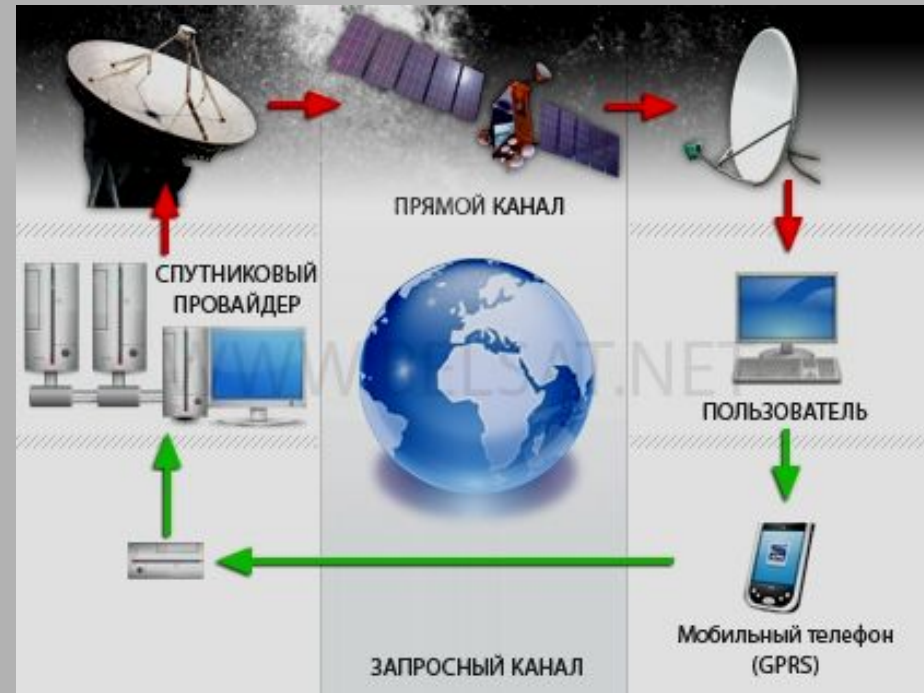 ПРЯМОЙ КАНАЛ
СПУТНИКОВЫЙ
ПРОВАЙДЕР
ПОЛЬЗОВАТЕЛЬ
Мобильный телефон
(GPRS)
ЗАПРОСНЫЙ КАНАЛ